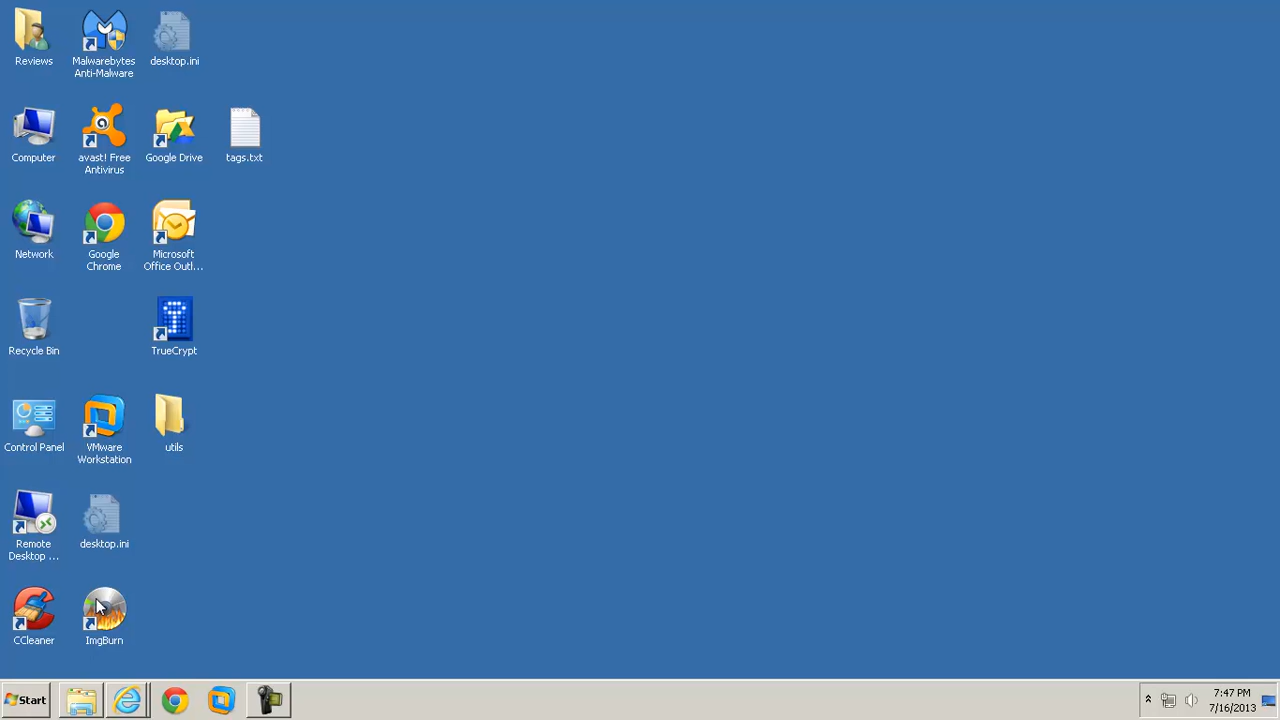 Reviews
Malwarebytes
Anti-Malware
desktop.ini
Computer
avast! Free
Antivirus
Google Drive
tags.txt
Network
Google
Chrome
Microsoft
Office Outl...
Recycle Bin
TrueCrypt
Control Panel
VMware
Workstation
utils
Remote
Desktop ...
desktop.ini
CCleaner
ImgBurn
Start
7:47 PM
7/16/2013